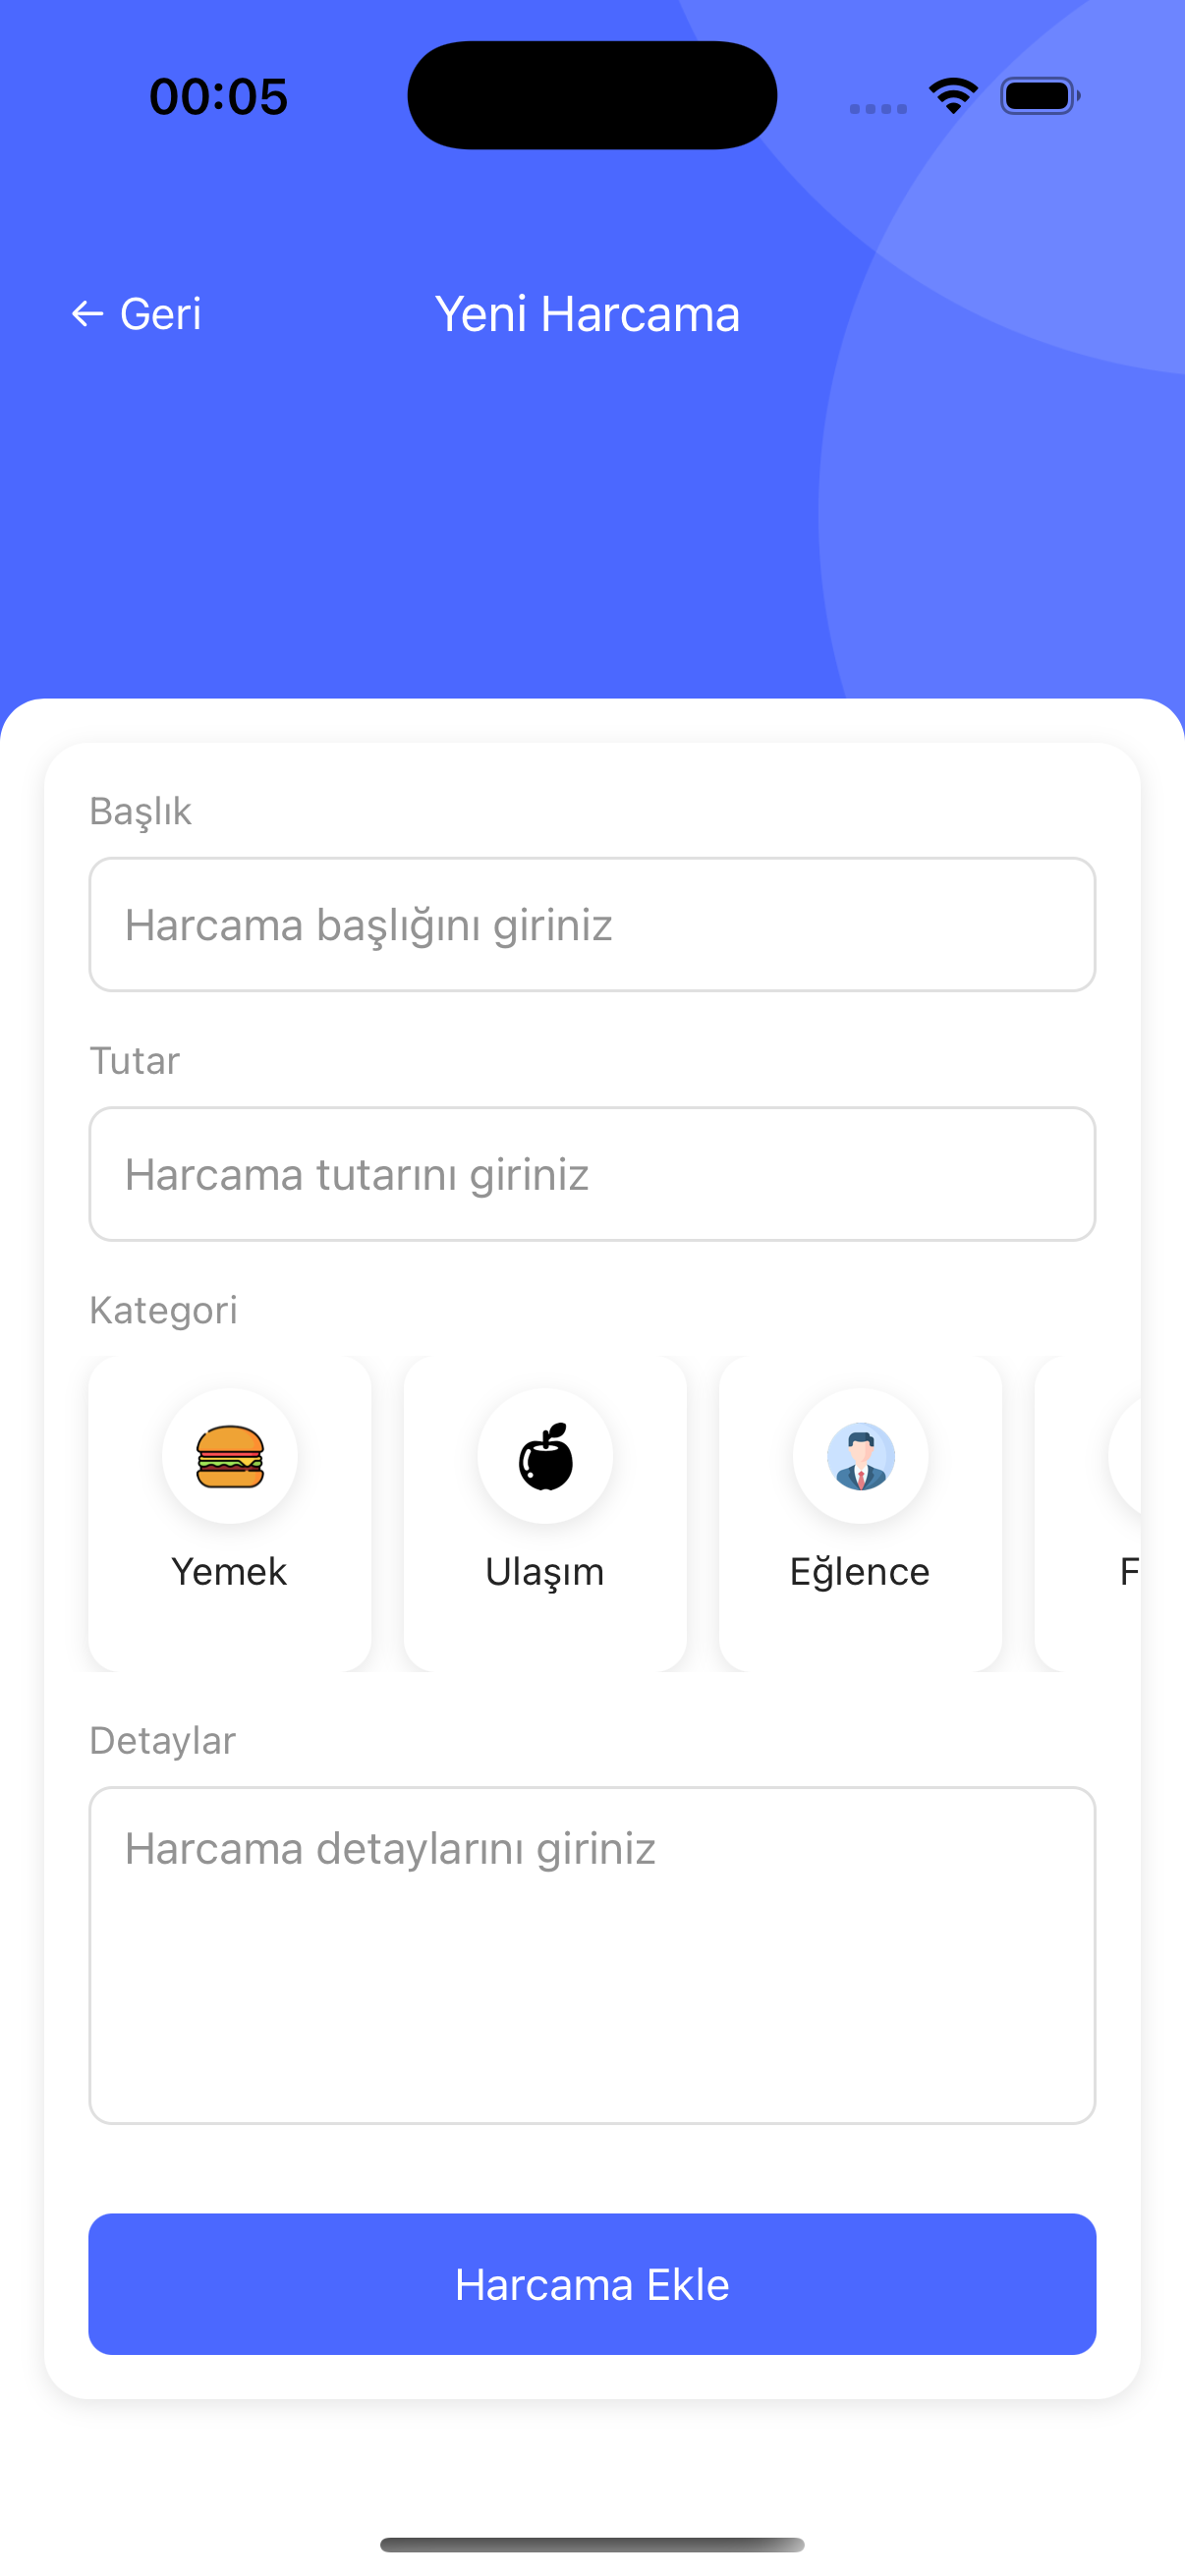 00:05
← Geri
Yeni Harcama
Başlık
Harcama başlığını giriniz
Tutar
Harcama tutarını giriniz
Kategori
Yemek
Ulaşım
Eğlence
F
Detaylar
Harcama detaylarını giriniz
Harcama Ekle